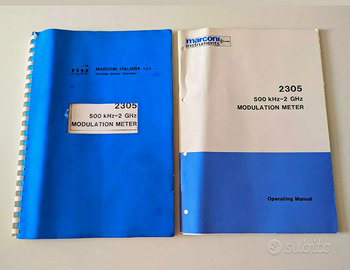 MARCONI ITALIANA S.p.A.
2305
500 kHz-2 GHz
MODULATION METER
marconi
instruments
2305
500 kHz-2 GHz
MODULATION METER
Operating Manual
subito